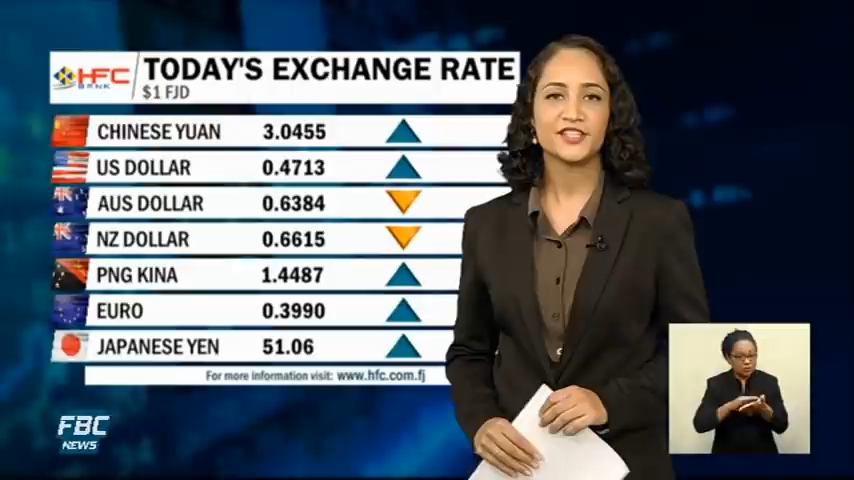 HFC
BANK
TODAY'S EXCHANGE RATE
$1 FJD
CHINESE YUAN 3.0455
US DOLLAR 0.4713
AUS DOLLAR 0.6384
NZ DOLLAR 0.6615
PNG KINA 1.4487
EURO 0.3990
JAPANESE YEN 51.06
For more information visit: www.hfc.com.fj
FBC
NEWS